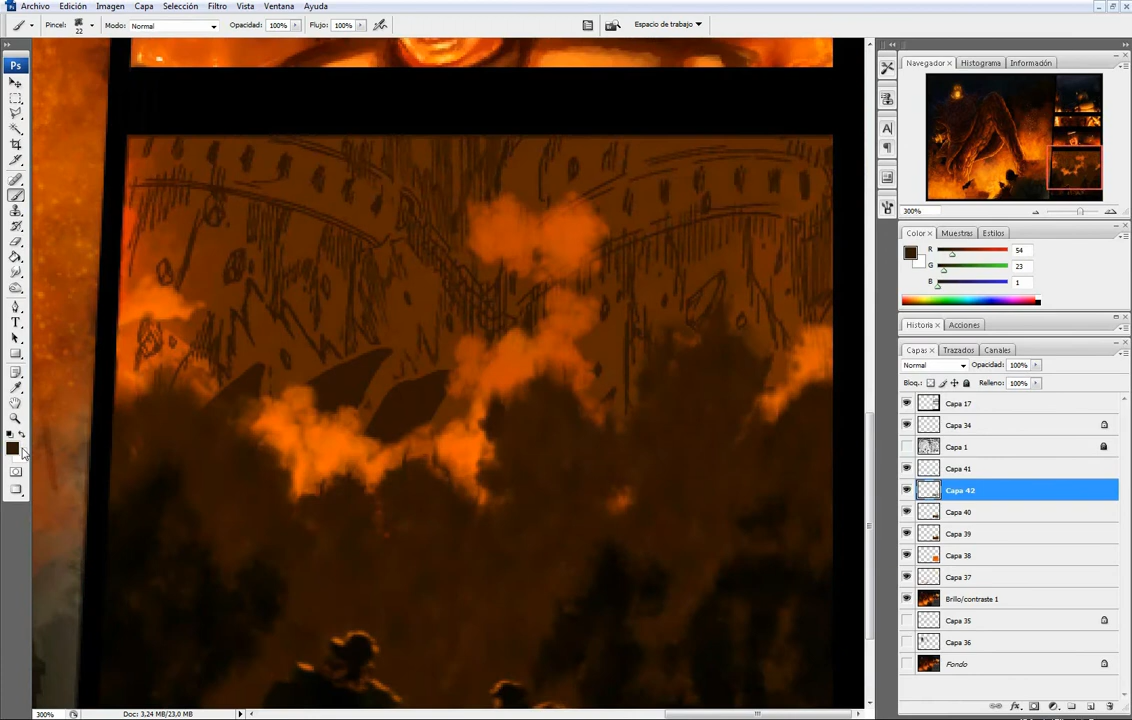 Archivo Edición Imagen Capa Selección Filtro Vista Ventana Ayuda
Pincel: 22 Modo: Normal Opacidad: 100% Flujo: 100% Espacio de trabajo
Ps
Navegador Histograma Información
300%
Color Muestras Estilos
R 54
G 23
B 1
Historia Acciones
Capas Trazados Canales
Normal Opacidad: 100%
Bloq.: Relleno: 100%
Capa 17
Capa 34
Capa 1
Capa 41
Capa 42
Capa 40
Capa 39
Capa 38
Capa 37
Brillo/contraste 1
Capa 35
Capa 36
Fondo
300% Doc: 3,24 MB/23,0 MB